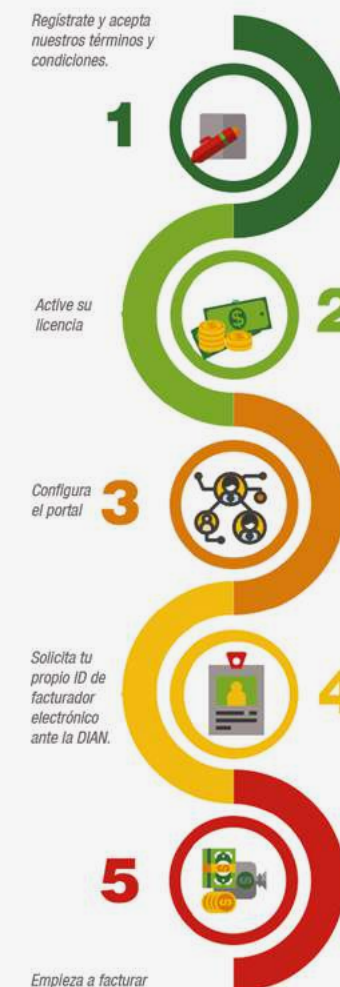 Regístrate y acepta
nuestros términos y
condiciones.
1
Active su
licencia
2
Configura
el portal
3
Solicita tu
propio ID de
facturador
electrónico
ante la DIAN.
4
5
Empieza a facturar